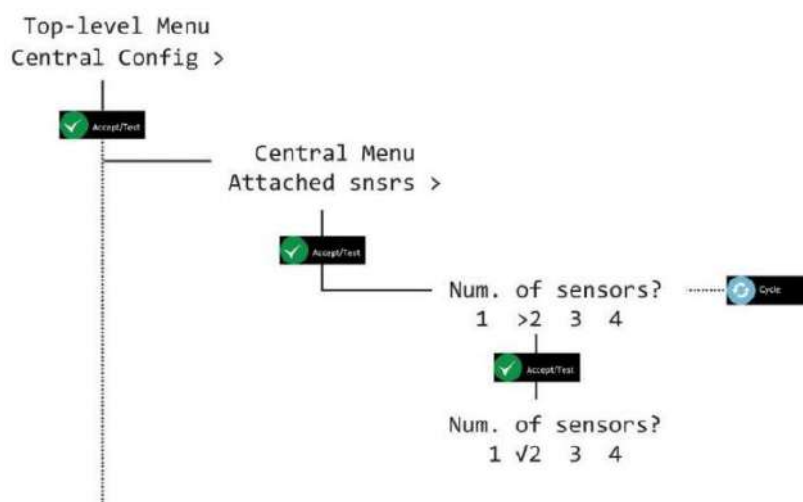 Top-level Menu
Central Config >
Accept/Test
Central Menu
Attached snsrs >
Accept/Test
Num. of sensors?
1 >2 3 4
Cycle
Accept/Test
Num. of sensors?
1 √2 3 4